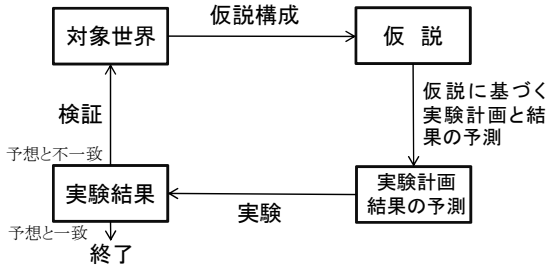 仮説構成
対象世界
仮 説
仮説に基づく
実験計画と結
果の予測
検証
予想と不一致
実験結果
実験
実験計画
結果の予測
予想と一致
終了